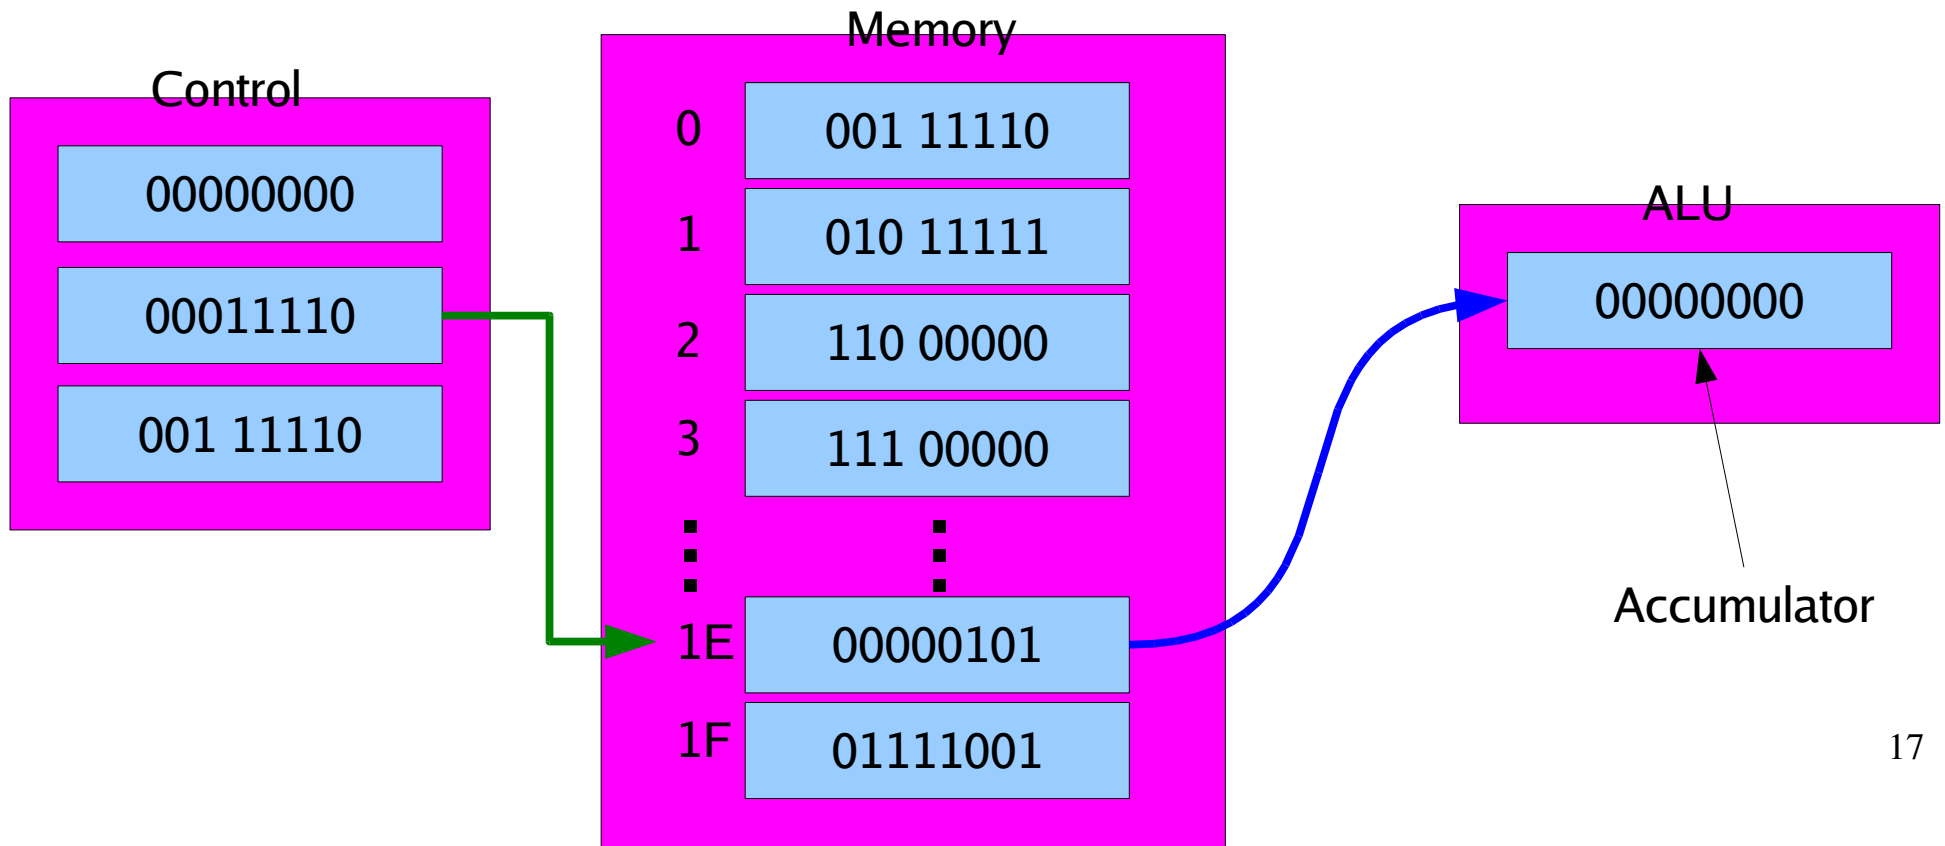 Control
00000000
00011110
001 11110
Memory
0 001 11110
1 010 11111
2 110 00000
3 111 00000
1E 00000101
1F 01111001
ALU
00000000
Accumulator
17